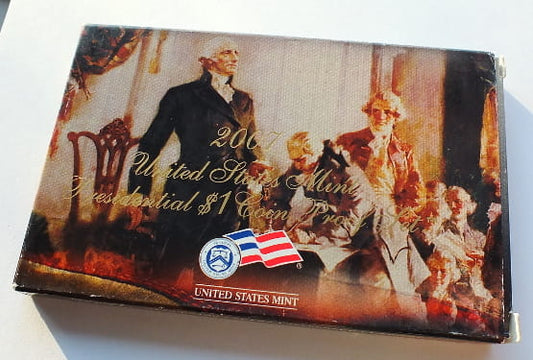 2007
United States Mint
Presidential $1 Coin Proof Set
®
UNITED STATES MINT